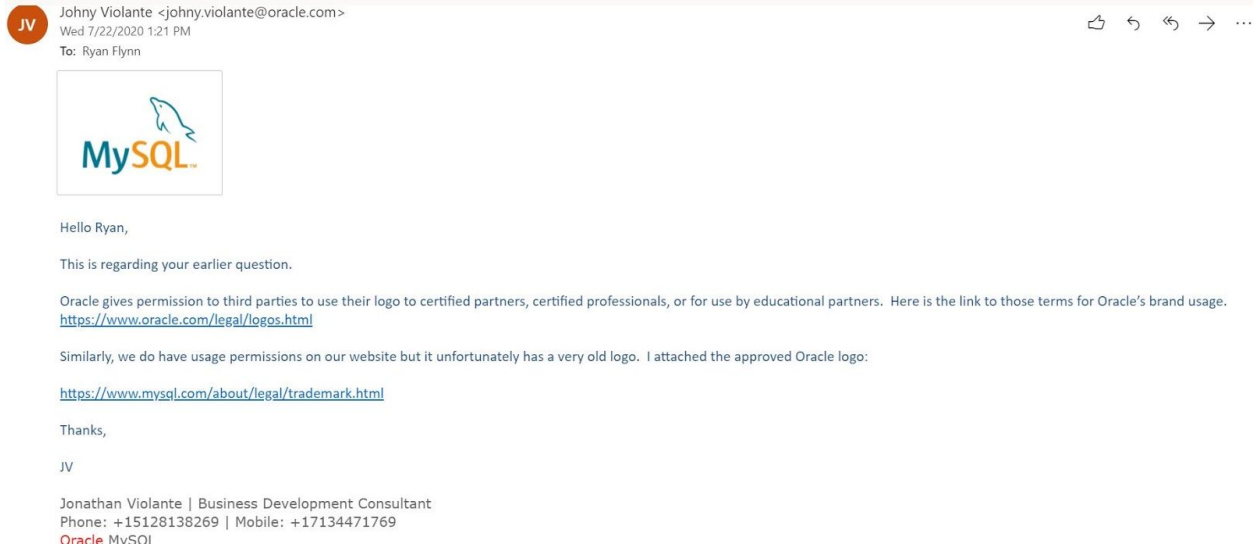 JV
Johny Violante <johny.violante@oracle.com>
Wed 7/22/2020 1:21 PM
To: Ryan Flynn
MySQL™
Hello Ryan,
This is regarding your earlier question.
Oracle gives permission to third parties to use their logo to certified partners, certified professionals, or for use by educational partners.  Here is the link to those terms for Oracle's brand usage.
https://www.oracle.com/legal/logos.html
Similarly, we do have usage permissions on our website but it unfortunately has a very old logo.  I attached the approved Oracle logo:
https://www.mysql.com/about/legal/trademark.html
Thanks,
JV
Jonathan Violante | Business Development Consultant
Phone: +15128138269 | Mobile: +17134471769
Oracle MySQL